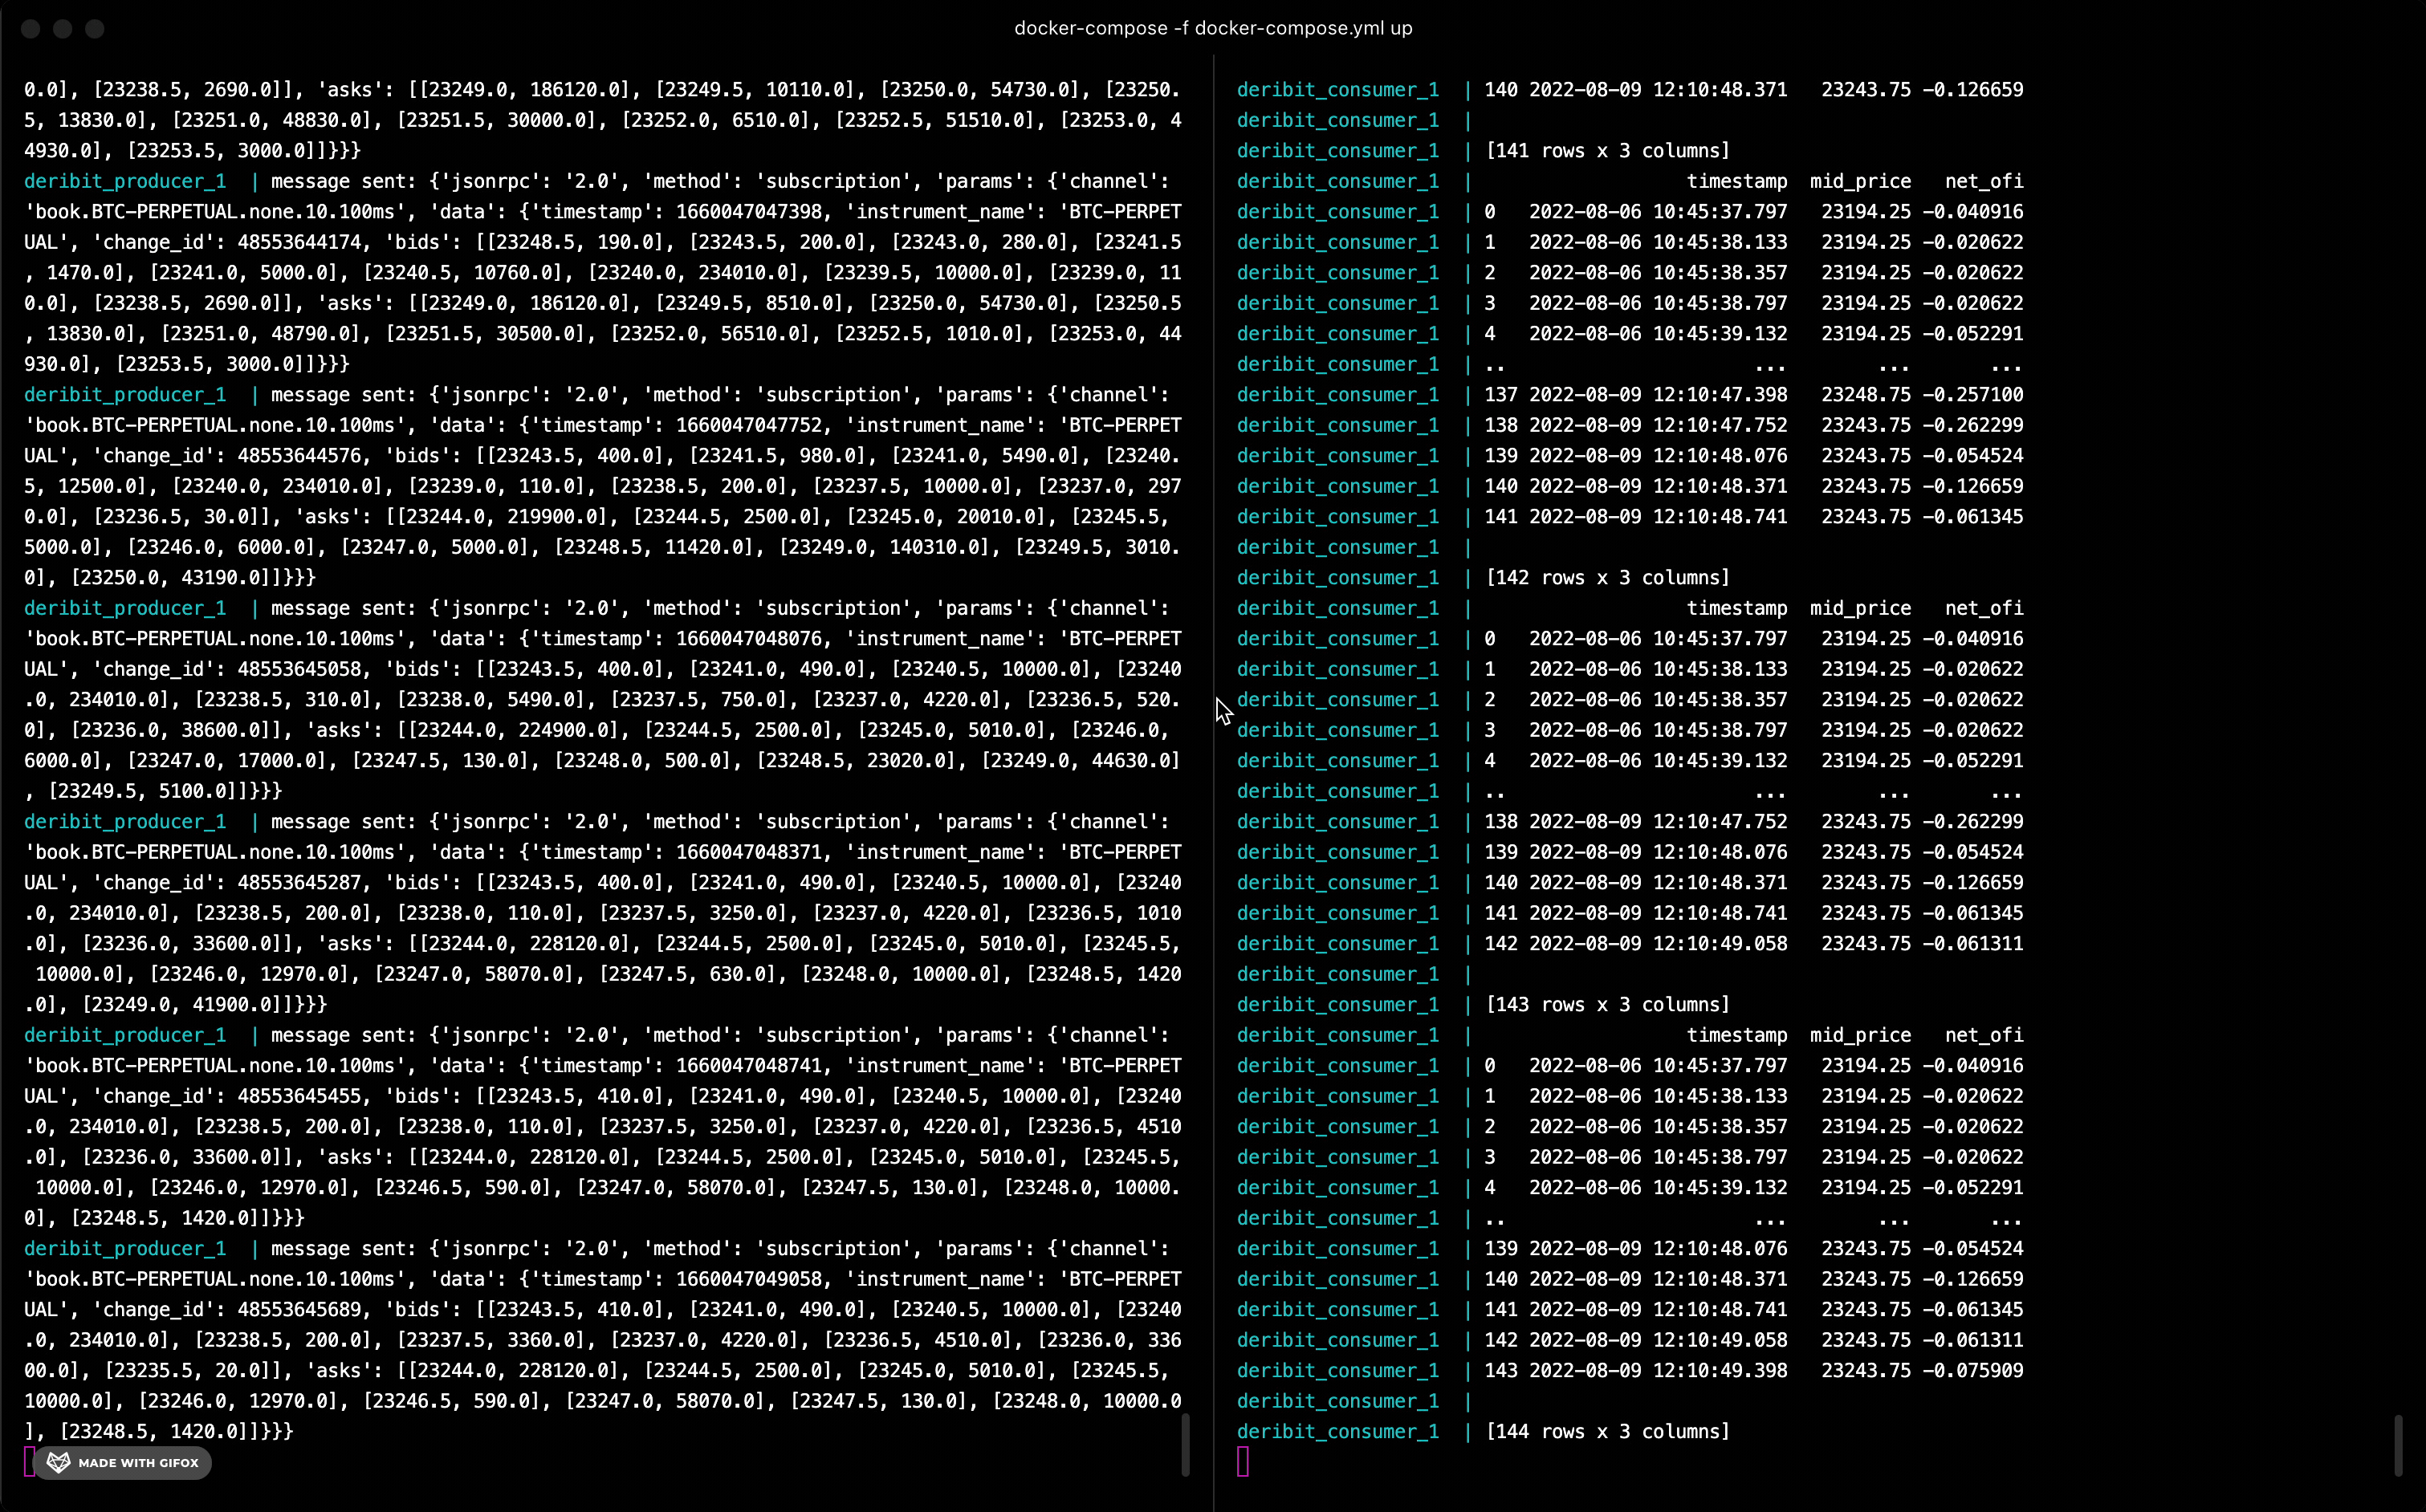 docker-compose -f docker-compose.yml up
0.0], [23238.5, 2690.0]], 'asks': [[23249.0, 186120.0], [23249.5, 10110.0], [23250.0, 54730.0], [23250.
5, 13830.0], [23251.0, 48830.0], [23251.5, 30000.0], [23252.0, 6510.0], [23252.5, 51510.0], [23253.0, 4
4930.0], [23253.5, 3000.0]]}}}
deribit_producer_1  | message sent: {'jsonrpc': '2.0', 'method': 'subscription', 'params': {'channel':
'book.BTC-PERPETUAL.none.10.100ms', 'data': {'timestamp': 1660047047398, 'instrument_name': 'BTC-PERPET
UAL', 'change_id': 48553644174, 'bids': [[23248.5, 190.0], [23243.5, 200.0], [23243.0, 280.0], [23241.5
, 1470.0], [23241.0, 5000.0], [23240.5, 10760.0], [23240.0, 234010.0], [23239.5, 10000.0], [23239.0, 11
0.0], [23238.5, 2690.0]], 'asks': [[23249.0, 186120.0], [23249.5, 8510.0], [23250.0, 54730.0], [23250.5
, 13830.0], [23251.0, 48790.0], [23251.5, 30500.0], [23252.0, 56510.0], [23252.5, 1010.0], [23253.0, 44
930.0], [23253.5, 3000.0]]}}}
deribit_producer_1  | message sent: {'jsonrpc': '2.0', 'method': 'subscription', 'params': {'channel':
'book.BTC-PERPETUAL.none.10.100ms', 'data': {'timestamp': 1660047047752, 'instrument_name': 'BTC-PERPET
UAL', 'change_id': 48553644576, 'bids': [[23243.5, 400.0], [23241.5, 980.0], [23241.0, 5490.0], [23240.
5, 12500.0], [23240.0, 234010.0], [23239.0, 110.0], [23238.5, 200.0], [23237.5, 10000.0], [23237.0, 297
0.0], [23236.5, 30.0]], 'asks': [[23244.0, 219900.0], [23244.5, 2500.0], [23245.0, 20010.0], [23245.5,
5000.0], [23246.0, 6000.0], [23247.0, 5000.0], [23248.5, 11420.0], [23249.0, 140310.0], [23249.5, 3010.
0], [23250.0, 43190.0]]}}}
deribit_producer_1  | message sent: {'jsonrpc': '2.0', 'method': 'subscription', 'params': {'channel':
'book.BTC-PERPETUAL.none.10.100ms', 'data': {'timestamp': 1660047048076, 'instrument_name': 'BTC-PERPET
UAL', 'change_id': 48553645058, 'bids': [[23243.5, 400.0], [23241.0, 490.0], [23240.5, 10000.0], [23240
.0, 234010.0], [23238.5, 310.0], [23238.0, 5490.0], [23237.5, 750.0], [23237.0, 4220.0], [23236.5, 520.
0], [23236.0, 38600.0]], 'asks': [[23244.0, 224900.0], [23244.5, 2500.0], [23245.0, 5010.0], [23246.0,
6000.0], [23247.0, 17000.0], [23247.5, 130.0], [23248.0, 500.0], [23248.5, 23020.0], [23249.0, 44630.0]
, [23249.5, 5100.0]]}}}
deribit_producer_1  | message sent: {'jsonrpc': '2.0', 'method': 'subscription', 'params': {'channel':
'book.BTC-PERPETUAL.none.10.100ms', 'data': {'timestamp': 1660047048371, 'instrument_name': 'BTC-PERPET
UAL', 'change_id': 48553645287, 'bids': [[23243.5, 400.0], [23241.0, 490.0], [23240.5, 10000.0], [23240
.0, 234010.0], [23238.5, 200.0], [23238.0, 110.0], [23237.5, 3250.0], [23237.0, 4220.0], [23236.5, 1010
.0], [23236.0, 33600.0]], 'asks': [[23244.0, 228120.0], [23244.5, 2500.0], [23245.0, 5010.0], [23245.5,
10000.0], [23246.0, 12970.0], [23247.0, 58070.0], [23247.5, 630.0], [23248.0, 10000.0], [23248.5, 1420
.0], [23249.0, 41900.0]]}}}
deribit_producer_1  | message sent: {'jsonrpc': '2.0', 'method': 'subscription', 'params': {'channel':
'book.BTC-PERPETUAL.none.10.100ms', 'data': {'timestamp': 1660047048741, 'instrument_name': 'BTC-PERPET
UAL', 'change_id': 48553645455, 'bids': [[23243.5, 410.0], [23241.0, 490.0], [23240.5, 10000.0], [23240
.0, 234010.0], [23238.5, 200.0], [23238.0, 110.0], [23237.5, 3250.0], [23237.0, 4220.0], [23236.5, 4510
.0], [23236.0, 33600.0]], 'asks': [[23244.0, 228120.0], [23244.5, 2500.0], [23245.0, 5010.0], [23245.5,
10000.0], [23246.0, 12970.0], [23246.5, 590.0], [23247.0, 58070.0], [23247.5, 130.0], [23248.0, 10000.
0], [23248.5, 1420.0]]}}}
deribit_producer_1  | message sent: {'jsonrpc': '2.0', 'method': 'subscription', 'params': {'channel':
'book.BTC-PERPETUAL.none.10.100ms', 'data': {'timestamp': 1660047049058, 'instrument_name': 'BTC-PERPET
UAL', 'change_id': 48553645689, 'bids': [[23243.5, 410.0], [23241.0, 490.0], [23240.5, 10000.0], [23240
.0, 234010.0], [23238.5, 200.0], [23237.5, 3360.0], [23237.0, 4220.0], [23236.5, 4510.0], [23236.0, 336
00.0], [23235.5, 20.0]], 'asks': [[23244.0, 228120.0], [23244.5, 2500.0], [23245.0, 5010.0], [23245.5,
10000.0], [23246.0, 12970.0], [23246.5, 590.0], [23247.0, 58070.0], [23247.5, 130.0], [23248.0, 10000.0
], [23248.5, 1420.0]]}}}
MADE WITH GIFOX
deribit_consumer_1  | 140 2022-08-09 12:10:48.371   23243.75 -0.126659
deribit_consumer_1  |
deribit_consumer_1  | [141 rows x 3 columns]
deribit_consumer_1  |                   timestamp  mid_price   net_ofi
deribit_consumer_1  | 0   2022-08-06 10:45:37.797   23194.25 -0.040916
deribit_consumer_1  | 1   2022-08-06 10:45:38.133   23194.25 -0.020622
deribit_consumer_1  | 2   2022-08-06 10:45:38.357   23194.25 -0.020622
deribit_consumer_1  | 3   2022-08-06 10:45:38.797   23194.25 -0.020622
deribit_consumer_1  | 4   2022-08-06 10:45:39.132   23194.25 -0.052291
deribit_consumer_1  | ..                      ...        ...       ...
deribit_consumer_1  | 137 2022-08-09 12:10:47.398   23248.75 -0.257100
deribit_consumer_1  | 138 2022-08-09 12:10:47.752   23243.75 -0.262299
deribit_consumer_1  | 139 2022-08-09 12:10:48.076   23243.75 -0.054524
deribit_consumer_1  | 140 2022-08-09 12:10:48.371   23243.75 -0.126659
deribit_consumer_1  | 141 2022-08-09 12:10:48.741   23243.75 -0.061345
deribit_consumer_1  |
deribit_consumer_1  | [142 rows x 3 columns]
deribit_consumer_1  |                   timestamp  mid_price   net_ofi
deribit_consumer_1  | 0   2022-08-06 10:45:37.797   23194.25 -0.040916
deribit_consumer_1  | 1   2022-08-06 10:45:38.133   23194.25 -0.020622
deribit_consumer_1  | 2   2022-08-06 10:45:38.357   23194.25 -0.020622
deribit_consumer_1  | 3   2022-08-06 10:45:38.797   23194.25 -0.020622
deribit_consumer_1  | 4   2022-08-06 10:45:39.132   23194.25 -0.052291
deribit_consumer_1  | ..                      ...        ...       ...
deribit_consumer_1  | 138 2022-08-09 12:10:47.752   23243.75 -0.262299
deribit_consumer_1  | 139 2022-08-09 12:10:48.076   23243.75 -0.054524
deribit_consumer_1  | 140 2022-08-09 12:10:48.371   23243.75 -0.126659
deribit_consumer_1  | 141 2022-08-09 12:10:48.741   23243.75 -0.061345
deribit_consumer_1  | 142 2022-08-09 12:10:49.058   23243.75 -0.061311
deribit_consumer_1  |
deribit_consumer_1  | [143 rows x 3 columns]
deribit_consumer_1  |                   timestamp  mid_price   net_ofi
deribit_consumer_1  | 0   2022-08-06 10:45:37.797   23194.25 -0.040916
deribit_consumer_1  | 1   2022-08-06 10:45:38.133   23194.25 -0.020622
deribit_consumer_1  | 2   2022-08-06 10:45:38.357   23194.25 -0.020622
deribit_consumer_1  | 3   2022-08-06 10:45:38.797   23194.25 -0.020622
deribit_consumer_1  | 4   2022-08-06 10:45:39.132   23194.25 -0.052291
deribit_consumer_1  | ..                      ...        ...       ...
deribit_consumer_1  | 139 2022-08-09 12:10:48.076   23243.75 -0.054524
deribit_consumer_1  | 140 2022-08-09 12:10:48.371   23243.75 -0.126659
deribit_consumer_1  | 141 2022-08-09 12:10:48.741   23243.75 -0.061345
deribit_consumer_1  | 142 2022-08-09 12:10:49.058   23243.75 -0.061311
deribit_consumer_1  | 143 2022-08-09 12:10:49.398   23243.75 -0.075909
deribit_consumer_1  |
deribit_consumer_1  | [144 rows x 3 columns]